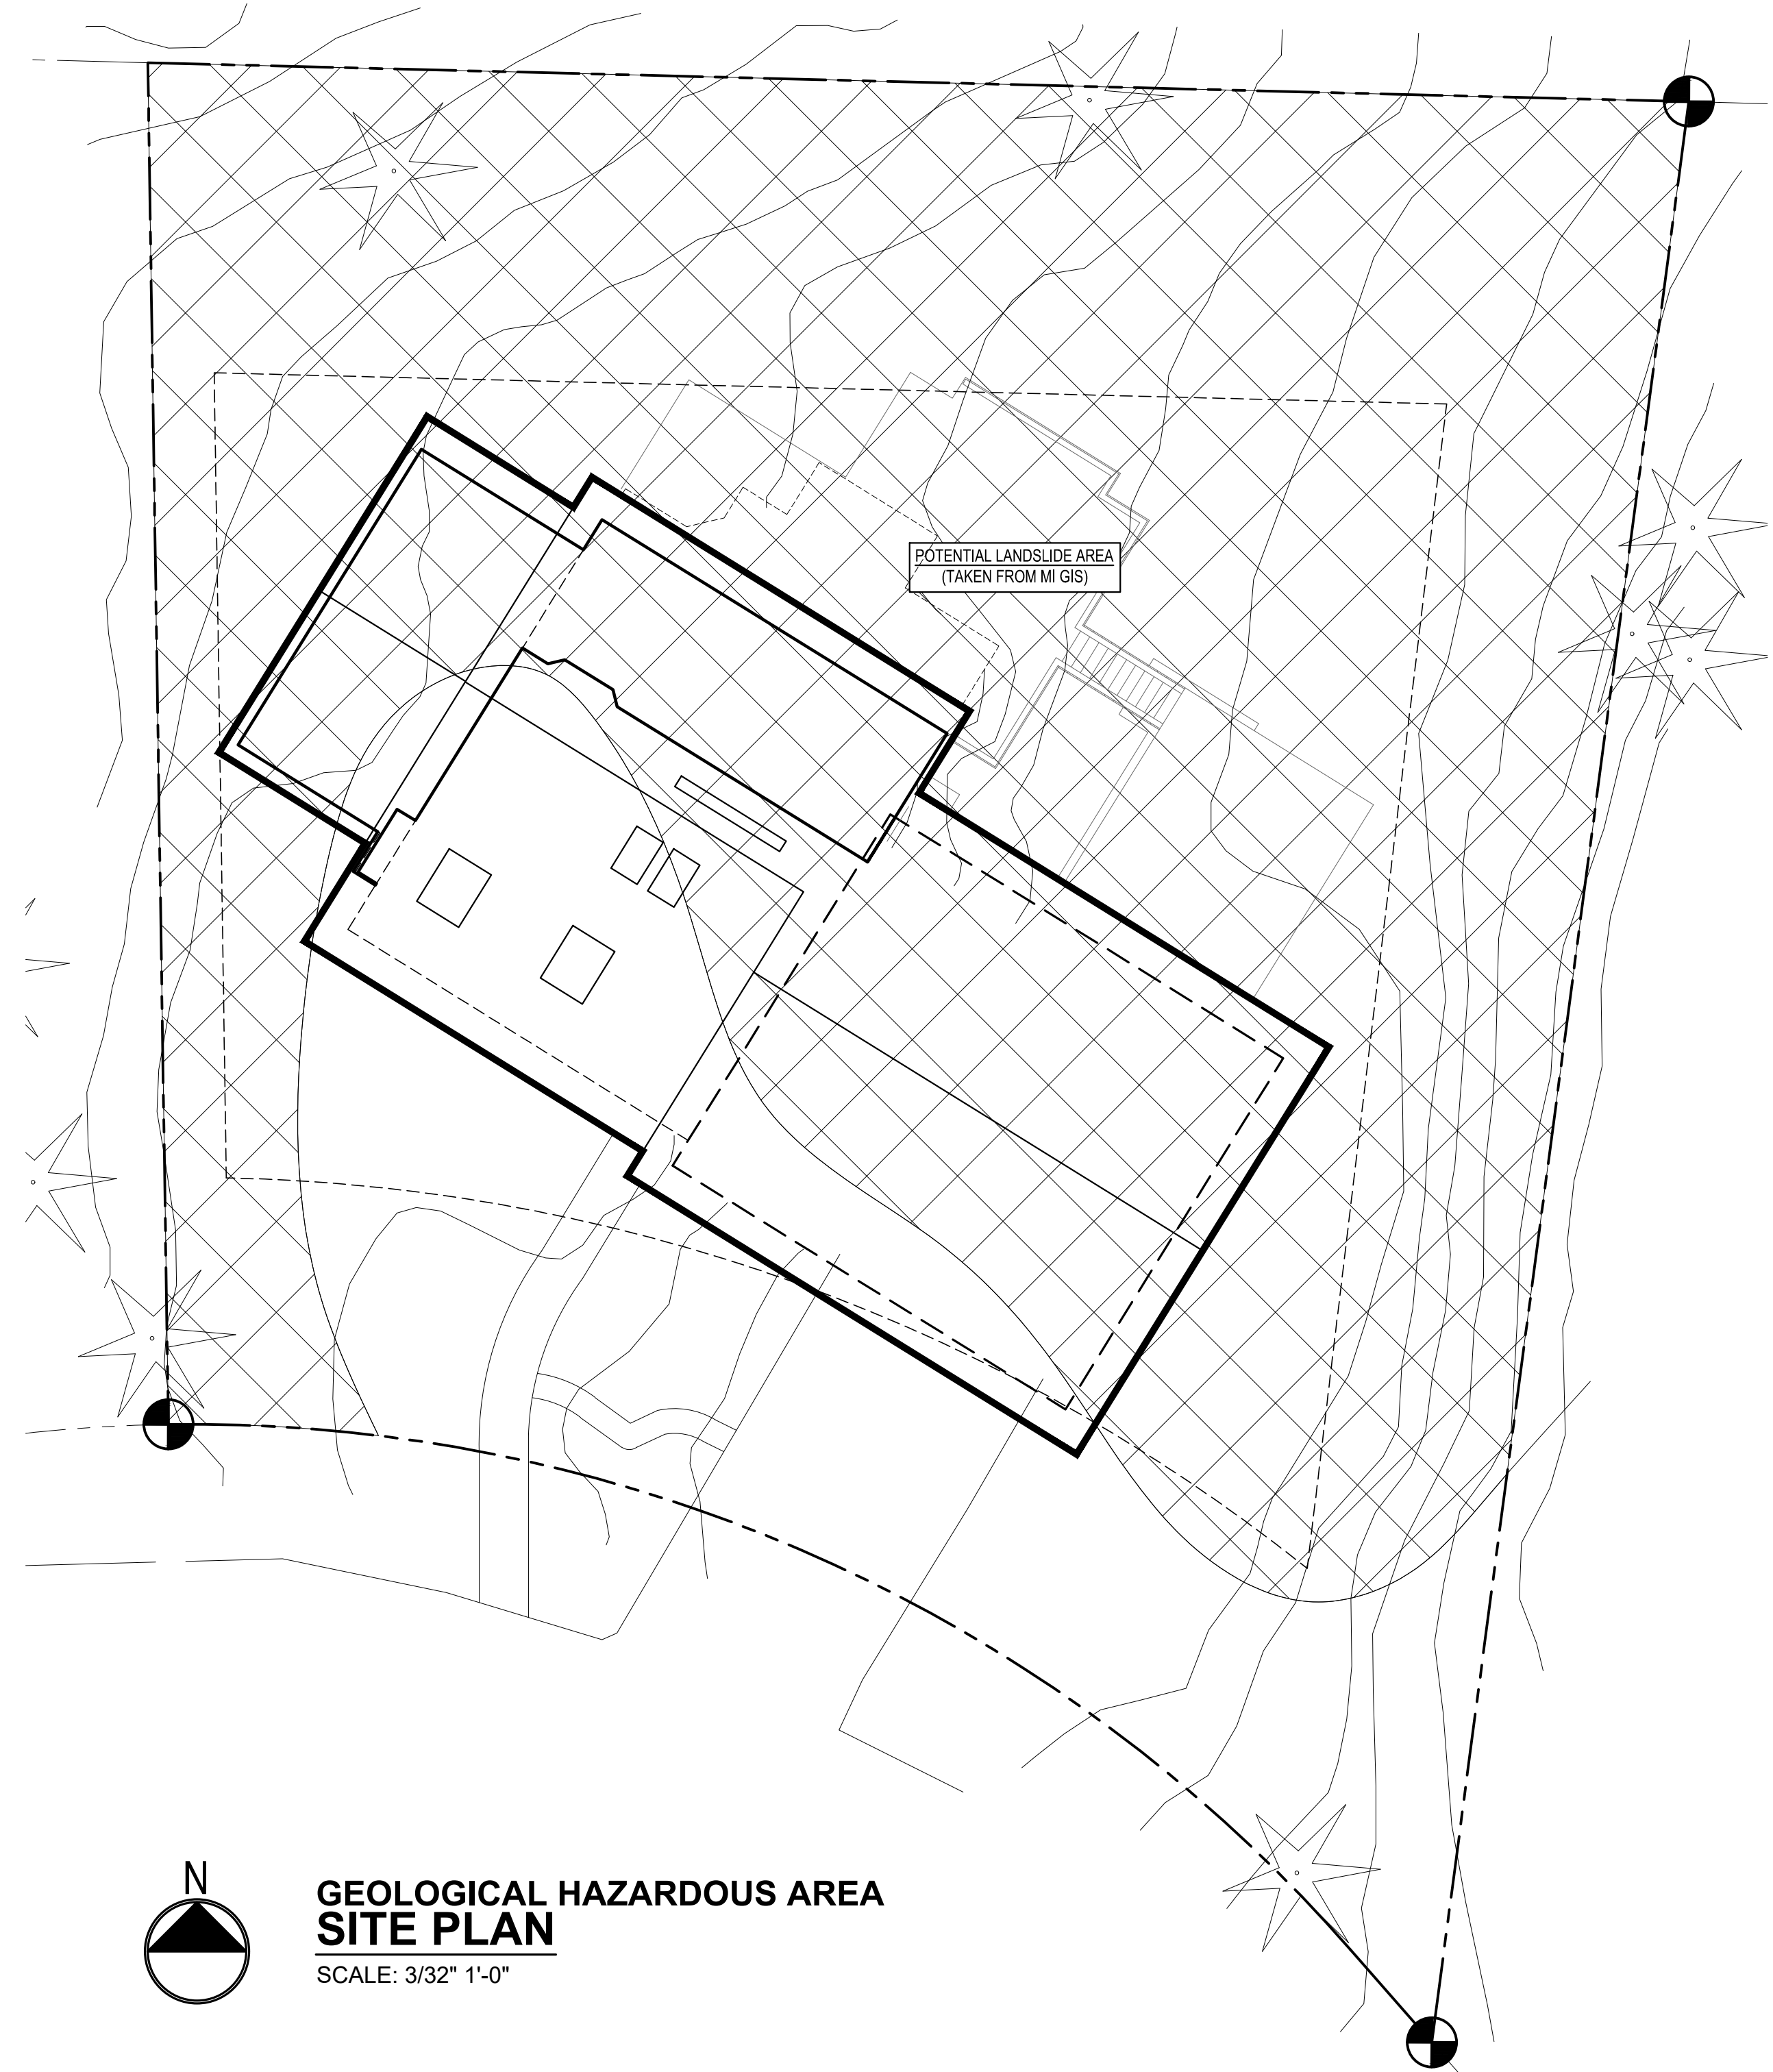 POTENTIAL LANDSLIDE AREA
(TAKEN FROM MI GIS)
N
GEOLOGICAL HAZARDOUS AREA
SITE PLAN
SCALE: 3/32" 1'-0"